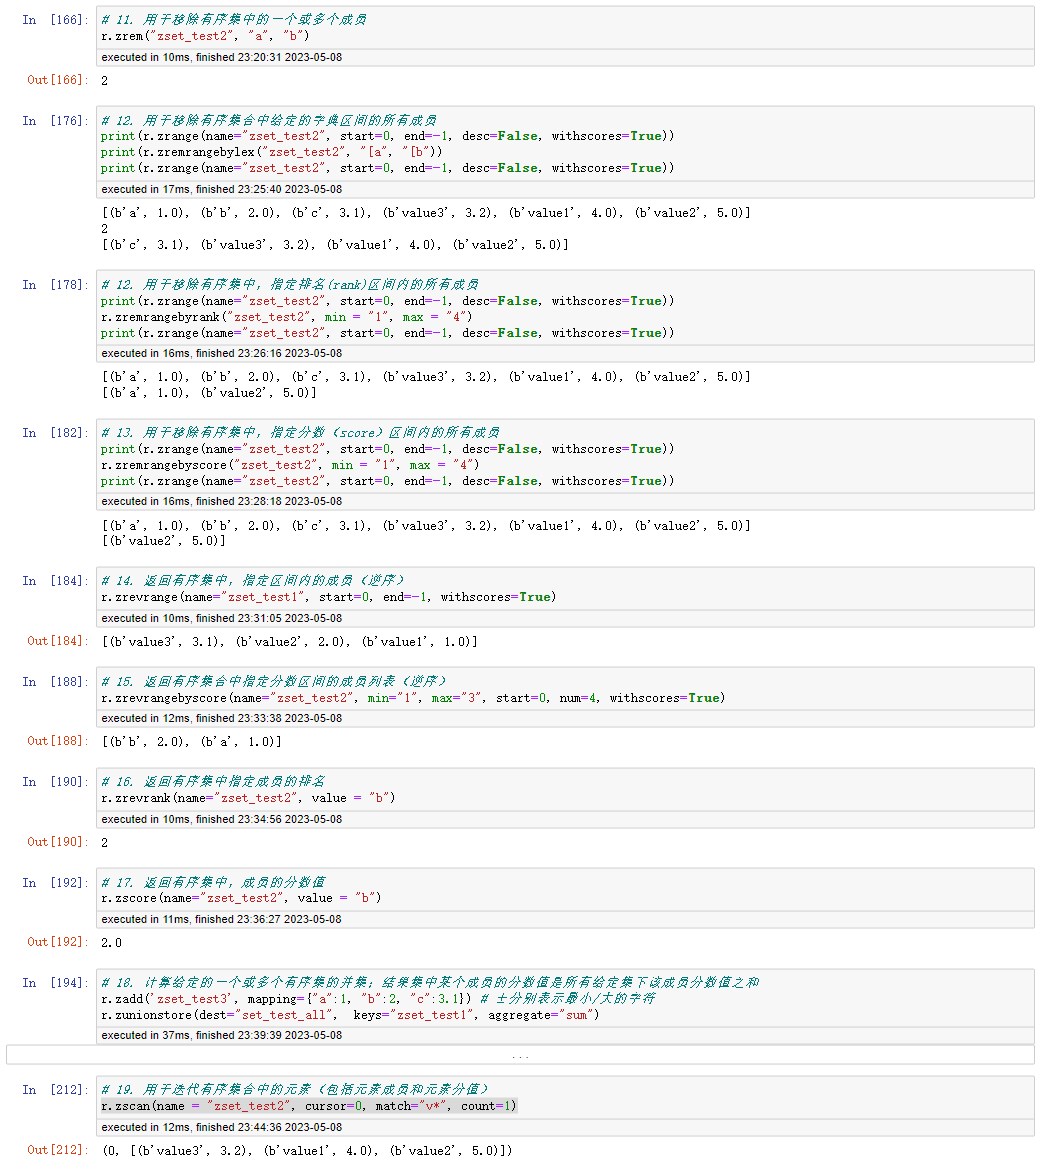 In [166]: # 11. 用于移除有序集中的一个或多个成员
r.zrem("zset_test2", "a", "b")
executed in 10ms, finished 23:20:31 2023-05-08
Out[166]: 2
In [176]: # 12. 用于移除有序集合中给定的字典区间的所有成员
print(r.zrange(name="zset_test2", start=0, end=-1, desc=False, withscores=True))
print(r.zremrangebylex("zset_test2", "[a", "[b"))
print(r.zrange(name="zset_test2", start=0, end=-1, desc=False, withscores=True))
executed in 17ms, finished 23:25:40 2023-05-08
[(b'a', 1.0), (b'b', 2.0), (b'c', 3.1), (b'value3', 3.2), (b'value1', 4.0), (b'value2', 5.0)]
2
[(b'c', 3.1), (b'value3', 3.2), (b'value1', 4.0), (b'value2', 5.0)]
In [178]: # 12. 用于移除有序集中，指定排名(rank)区间内的所有成员
print(r.zrange(name="zset_test2", start=0, end=-1, desc=False, withscores=True))
r.zremrangebyrank("zset_test2", min = "1", max = "4")
print(r.zrange(name="zset_test2", start=0, end=-1, desc=False, withscores=True))
executed in 16ms, finished 23:26:16 2023-05-08
[(b'a', 1.0), (b'b', 2.0), (b'c', 3.1), (b'value3', 3.2), (b'value1', 4.0), (b'value2', 5.0)]
[(b'a', 1.0), (b'value2', 5.0)]
In [182]: # 13. 用于移除有序集中，指定分数（score）区间内的所有成员
print(r.zrange(name="zset_test2", start=0, end=-1, desc=False, withscores=True))
r.zremrangebyscore("zset_test2", min = "1", max = "4")
print(r.zrange(name="zset_test2", start=0, end=-1, desc=False, withscores=True))
executed in 16ms, finished 23:28:18 2023-05-08
[(b'a', 1.0), (b'b', 2.0), (b'c', 3.1), (b'value3', 3.2), (b'value1', 4.0), (b'value2', 5.0)]
[(b'value2', 5.0)]
In [184]: # 14. 返回有序集中，指定区间内的成员（逆序）
r.zrevrange(name="zset_test1", start=0, end=-1, withscores=True)
executed in 10ms, finished 23:31:05 2023-05-08
Out[184]: [(b'value3', 3.1), (b'value2', 2.0), (b'value1', 1.0)]
In [188]: # 15. 返回有序集合中指定分数区间的成员列表（逆序）
r.zrevrangebyscore(name="zset_test2", min="1", max="3", start=0, num=4, withscores=True)
executed in 12ms, finished 23:33:38 2023-05-08
Out[188]: [(b'b', 2.0), (b'a', 1.0)]
In [190]: # 16. 返回有序集中指定成员的排名
r.zrevrank(name="zset_test2", value = "b")
executed in 10ms, finished 23:34:56 2023-05-08
Out[190]: 2
In [192]: # 17. 返回有序集中，成员的分数值
r.zscore(name="zset_test2", value = "b")
executed in 11ms, finished 23:36:27 2023-05-08
Out[192]: 2.0
In [194]: # 18. 计算给定的一个或多个有序集的并集；结果集中某个成员的分数值是所有给定集下该成员分数值之和
r.zadd('zset_test3', mapping={"a":1, "b":2, "c":3.1}) # 士分别表示最小/大的字符
r.zunionstore(dest="set_test_all",  keys="zset_test1", aggregate="sum")
executed in 37ms, finished 23:39:39 2023-05-08
...
In [212]: # 19. 用于迭代有序集合中的元素（包括元素成员和元素分值）
r.zscan(name = "zset_test2", cursor=0, match="v*", count=1)
executed in 12ms, finished 23:44:36 2023-05-08
Out[212]: (0, [(b'value3', 3.2), (b'value1', 4.0), (b'value2', 5.0)])